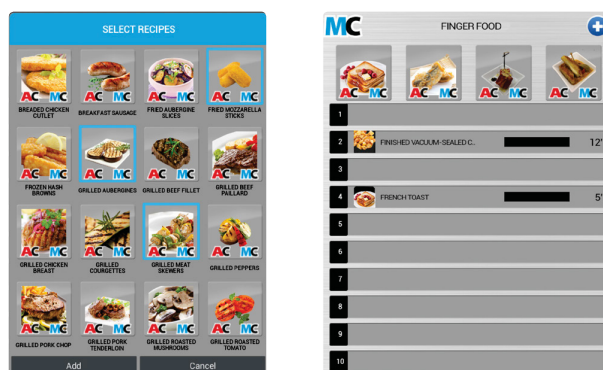 SELECT RECIPES
AC MC
AC MC
AC MC
AC MC
BREADED CHICKEN
CUTLET
BREAKFAST SAUSAGE
FRIED AUBERGINE
SLICES
FRIED MOZZARELLA
STICKS
AC MC
AC MC
AC MC
AC MC
FROZEN HASH
BROWNS
GRILLED AUBERGINES
GRILLED BEEF FILLET
GRILLED BEEF
PAILLARD
AC MC
AC MC
AC MC
AC MC
GRILLED CHICKEN
BREAST
GRILLED
COURGETTES
GRILLED MEAT
SKEWERS
GRILLED PEPPERS
AC MC
AC MC
AC MC
AC MC
GRILLED PORK CHOP
GRILLED PORK
TENDERLOIN
GRILLED ROASTED
MUSHROOMS
GRILLED ROASTED
TOMATO
Add Cancel
MC FINGER FOOD
AC MC
AC MC
AC MC
AC MC
1
2 FINISHED VACUUM-SEALED C.. 12'
3
4 FRENCH TOAST 5'
5
6
7
8
9
10